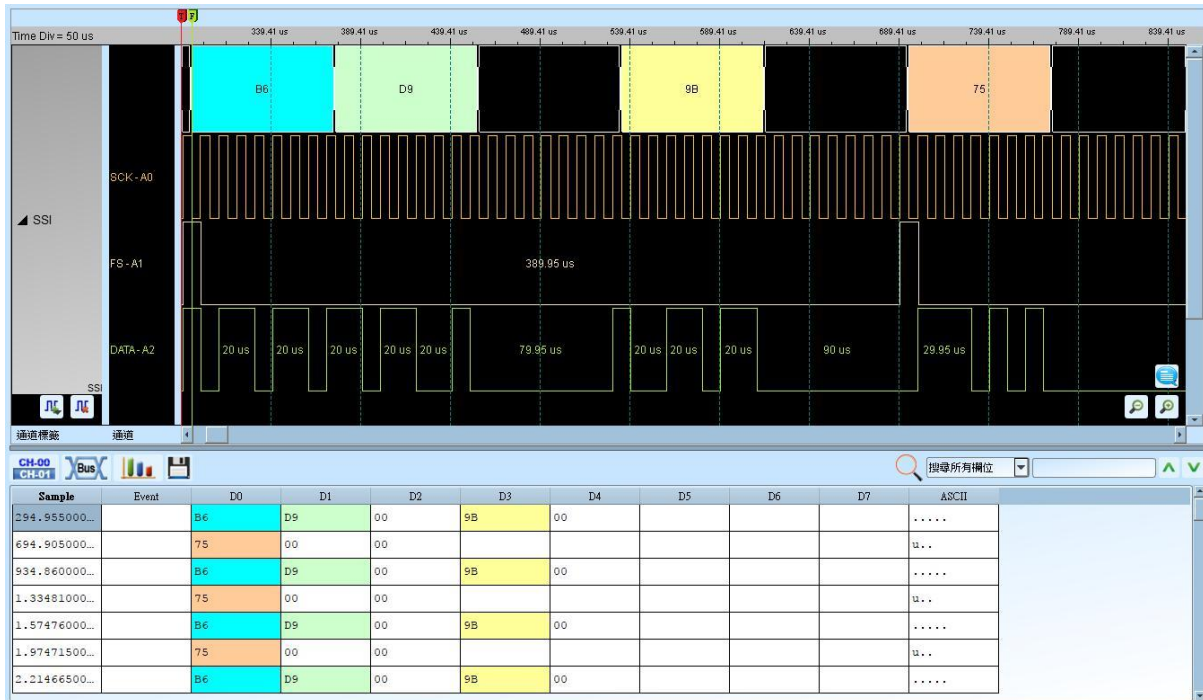 T F
Time Div = 50 us 339.41 us 389.41 us 439.41 us 489.41 us 539.41 us 589.41 us 639.41 us 689.41 us 739.41 us 789.41 us 839.41 us
B6 D9 9B 75
SCK-A0
SSI
FS-A1 389.95 us
DATA-A2 20 us 20 us 20 us 20 us 20 us 79.95 us 20 us 20 us 20 us 90 us 29.95 us
SSI
通道標籤 通道
CH-00
CH-01 Bus 搜尋所有欄位
Sample Event D0 D1 D2 D3 D4 D5 D6 D7 ASCII
294.955000... B6 D9 00 9B 00 .....
694.905000... 75 00 00 u..
934.860000... B6 D9 00 9B 00 .....
1.33481000... 75 00 00 u..
1.57476000... B6 D9 00 9B 00 .....
1.97471500... 75 00 00 u..
2.21466500... B6 D9 00 9B 00 .....